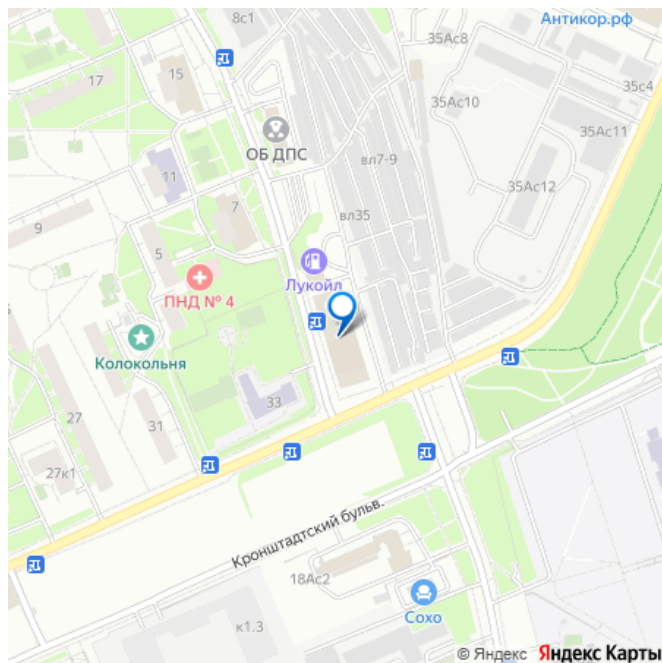 Антикор.рф
8с1
35Ас8
15
17
35с4
35Ас10
35Ас11
ОБ ДПС
вл7-9
11
35Ас12
7
вл35
9
5
Лукойл
ПНД № 4
Колокольня
33
27
31
27к1
Кронштадтский бульв.
18Ас2
Сохо
к1.3
© Яндекс Яндекс Карты